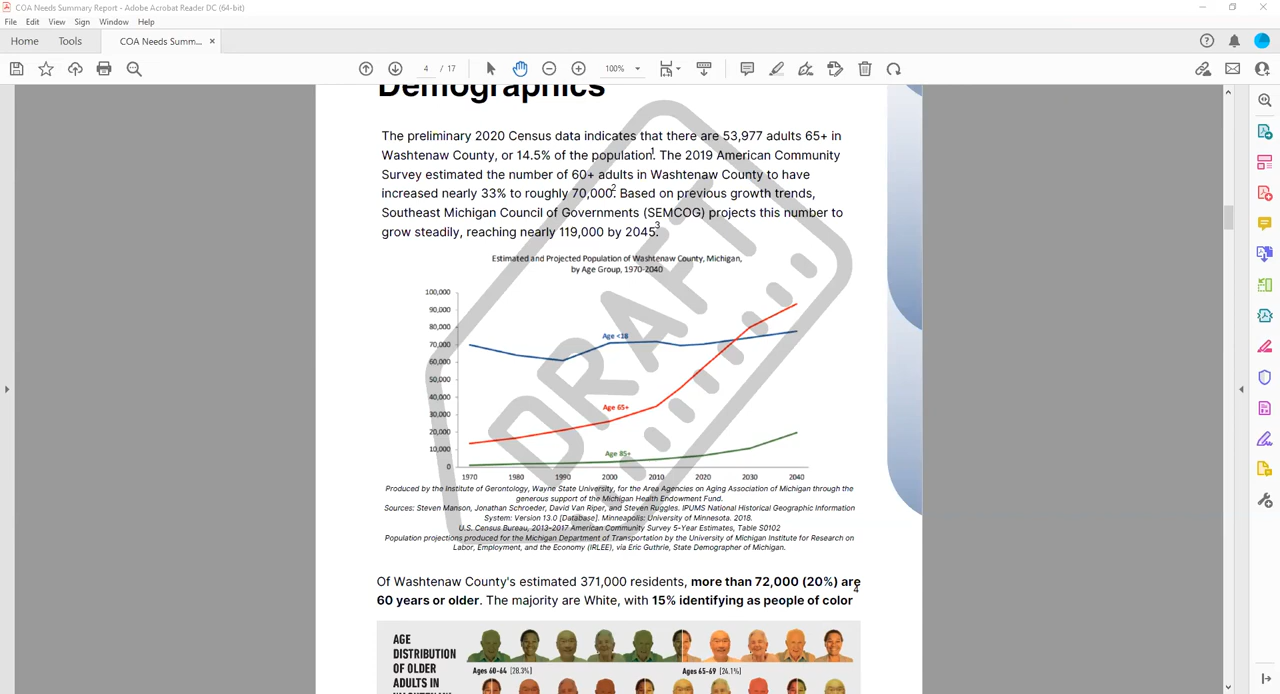 COA Needs Summary Report - Adobe Acrobat Reader DC (64-bit)
File Edit View Sign Window Help
Home Tools COA Needs Summ... ×
4 / 17 100%
Demographics
The preliminary 2020 Census data indicates that there are 53,977 adults 65+ in
Washtenaw County, or 14.5% of the population.1 The 2019 American Community
Survey estimated the number of 60+ adults in Washtenaw County to have
increased nearly 33% to roughly 70,000.2 Based on previous growth trends,
Southeast Michigan Council of Governments (SEMCOG) projects this number to
grow steadily, reaching nearly 119,000 by 2045.3
Estimated and Projected Population of Washtenaw County, Michigan,
by Age Group, 1970-2040
100,000
90,000
80,000
70,000
60,000
50,000
40,000
30,000
20,000
10,000
0
Age <18
Age 65+
Age 85+
1970 1980 1990 2000 2010 2020 2030 2040
DRAFT
Produced by the Institute of Gerontology, Wayne State University, for the Area Agencies on Aging Association of Michigan through the
generous support of the Michigan Health Endowment Fund.
Sources: Steven Manson, Jonathan Schroeder, David Van Riper, and Steven Ruggles. IPUMS National Historical Geographic Information
System: Version 13.0 [Database]. Minneapolis: University of Minnesota. 2018.
U.S. Census Bureau, 2013-2017 American Community Survey 5-Year Estimates, Table S0102
Population projections produced for the Michigan Department of Transportation by the University of Michigan Institute for Research on
Labor, Employment, and the Economy (IRLEE), via Eric Guthrie, State Demographer of Michigan.
Of Washtenaw County's estimated 371,000 residents, more than 72,000 (20%) are
60 years or older. The majority are White, with 15% identifying as people of color4
AGE
DISTRIBUTION
OF OLDER
ADULTS IN
Ages 60-64 [28.3%] Ages 65-69 [24.1%]